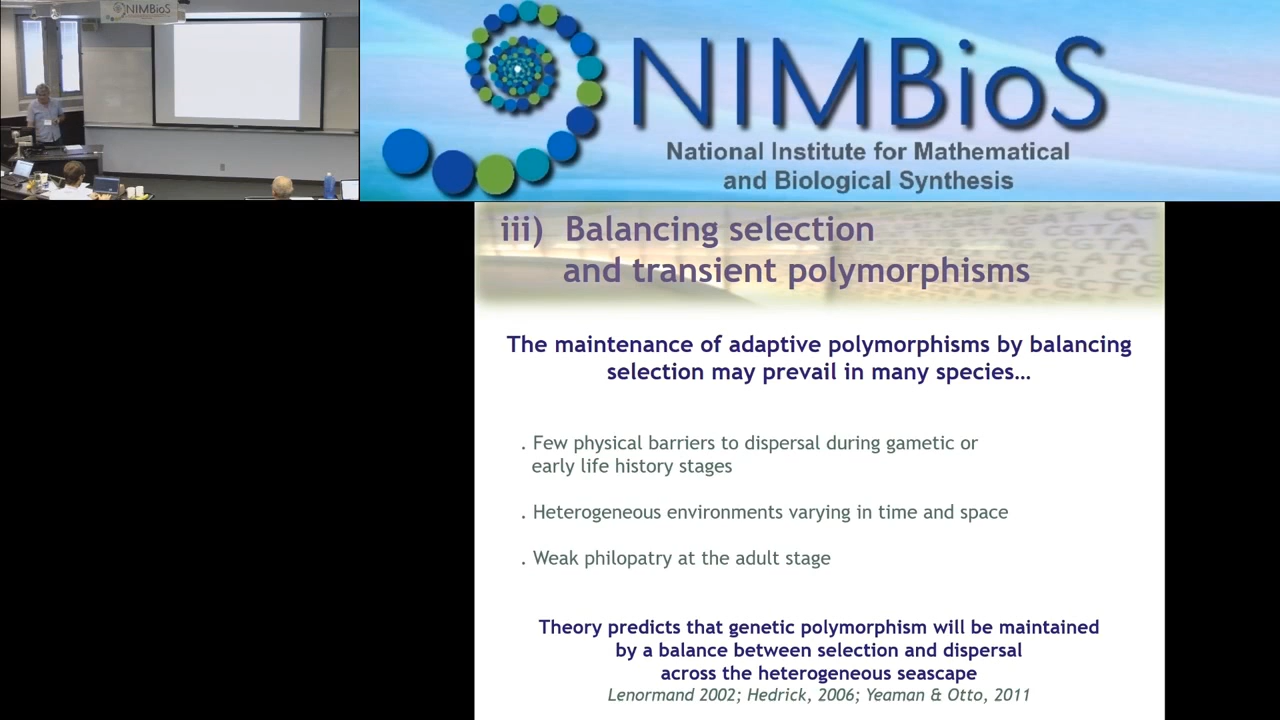 NIMBioS
NIMBioS
National Institute for Mathematical
and Biological Synthesis
iii) Balancing selection
and transient polymorphisms
The maintenance of adaptive polymorphisms by balancing
selection may prevail in many species…
. Few physical barriers to dispersal during gametic or
early life history stages
. Heterogeneous environments varying in time and space
. Weak philopatry at the adult stage
Theory predicts that genetic polymorphism will be maintained
by a balance between selection and dispersal
across the heterogeneous seascape
Lenormand 2002; Hedrick, 2006; Yeaman & Otto, 2011